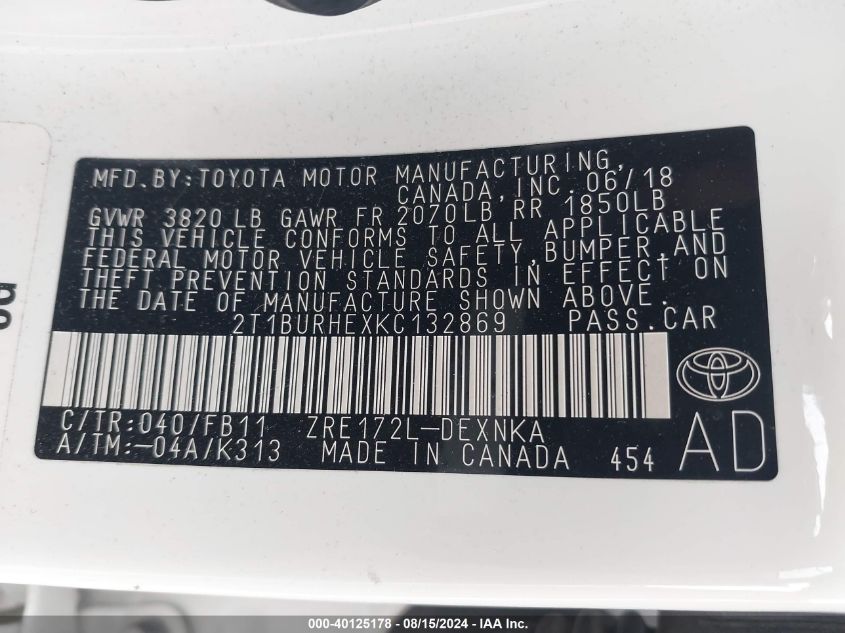 MFD.BY:TOYOTA MOTOR MANUFACTURING,
CANADA, INC. 06/18
GVWR 3820 LB GAWR FR 2070LB RR 1850LB
THIS VEHICLE CONFORMS TO ALL APPLICABLE
FEDERAL MOTOR VEHICLE SAFETY,BUMPER,AND
THEFT PREVENTION STANDARDS IN EFFECT ON
THE DATE OF MANUFACTURE SHOWN ABOVE.
2T1BURHEXKC132869 PASS.CAR
C/TR:040/FB11 ZRE172L-DEXNKA
A/TM:-04A/K313 MADE IN CANADA 454 AD
000-40125178 - 08/15/2024 - IAA Inc.